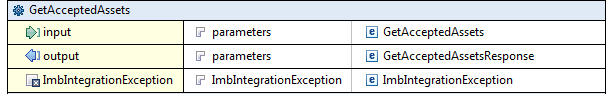 GetAcceptedAssets
input parameters GetAcceptedAssets
output parameters GetAcceptedAssetsResponse
ImbIntegrationException ImbIntegrationException ImbIntegrationException